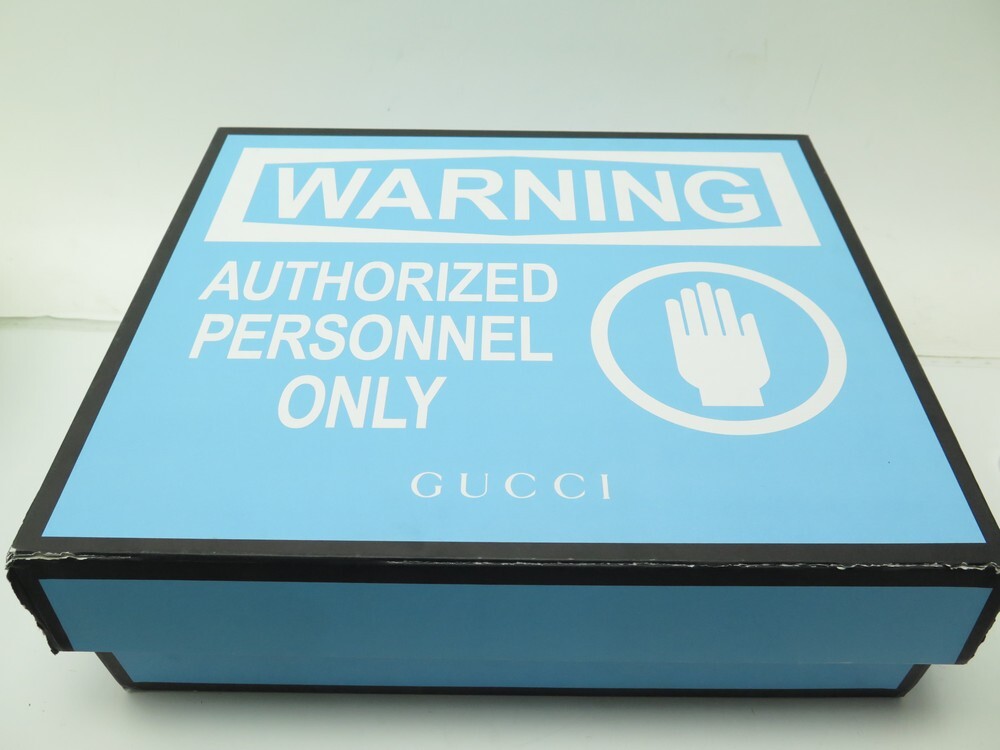 WARNING
AUTHORIZED
PERSONNEL
ONLY
GUCCI